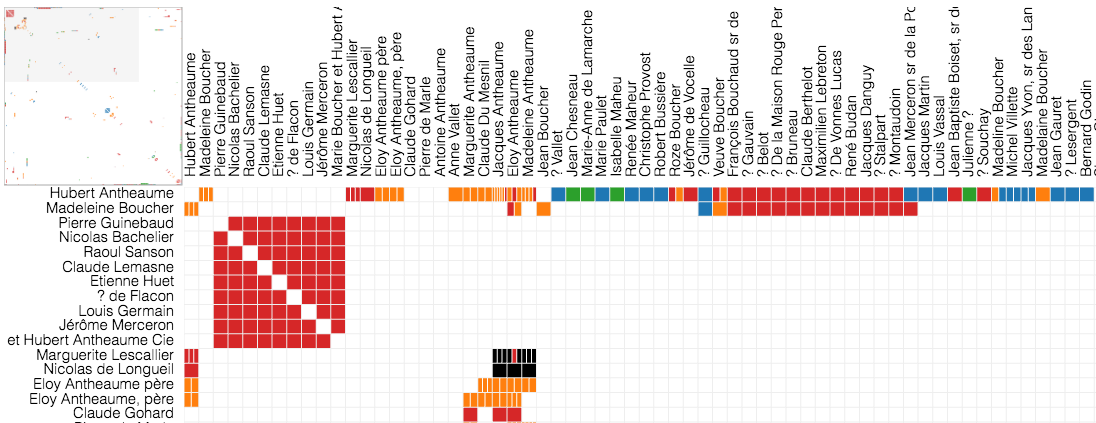 Hubert Antheaume
Madeleine Boucher
Pierre Guinebaud
Nicolas Bachelier
Raoul Sanson
Claude Lemasne
Etienne Huet
? de Flacon
Louis Germain
Jérôme Merceron
Marie Boucher et Hubert A
Marguerite Lescallier
Nicolas de Longueil
Eloy Antheaume père
Eloy Antheaume, père
Claude Gohard
Pierre de Marle
Antoine Antheaume
Anne Vallet
Marguerite Antheaume
Claude Du Mesnil
Jacques Antheaume
Eloy Antheaume
Madeleine Antheaume
Jean Boucher
? Vallet
Jean Chesneau
Marie-Anne de Lamarche
Marie Paulet
Isabelle Maheu
Renée Maheur
Christophe Provost
Robert Bussière
Roze Boucher
Jérôme de Vocelle
? Guillocheau
Veuve Boucher
François Bouchaud sr de
? Gauvain
? Belot
? De la Maison Rouge Per
? Bruneau
Claude Berthelot
Maximilien Lebreton
? De Vonnes Lucas
René Budan
Jacques Danguy
? Stalpart
? Montaudoin
Jean Merceron sr de la Po
Jacques Martin
Louis Vassal
Jean Baptiste Boiset, sr de
Julienne ?
? Souchay
Madeline Boucher
Michel Villette
Jacques Yvon, sr des Lan
Madelaine Boucher
Jean Gauret
? Lesergent
Bernard Godin
Hubert Antheaume
Madeleine Boucher
Pierre Guinebaud
Nicolas Bachelier
Raoul Sanson
Claude Lemasne
Etienne Huet
? de Flacon
Louis Germain
Jérôme Merceron
et Hubert Antheaume Cie
Marguerite Lescallier
Nicolas de Longueil
Eloy Antheaume père
Eloy Antheaume, père
Claude Gohard